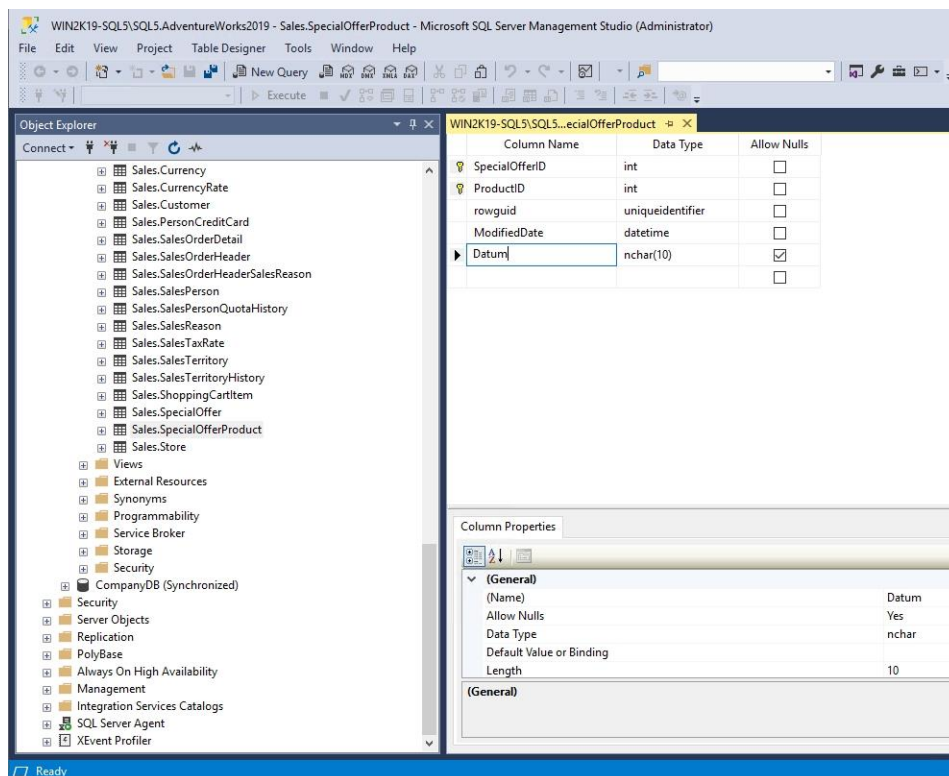 WIN2K19-SQL5\SQL5.AdventureWorks2019 - Sales.SpecialOfferProduct - Microsoft SQL Server Management Studio (Administrator)
File Edit View Project Table Designer Tools Window Help
New Query MDX DMX XMLA DAX
Execute
Object Explorer
Connect
Sales.Currency
Sales.CurrencyRate
Sales.Customer
Sales.PersonCreditCard
Sales.SalesOrderDetail
Sales.SalesOrderHeader
Sales.SalesOrderHeaderSalesReason
Sales.SalesPerson
Sales.SalesPersonQuotaHistory
Sales.SalesReason
Sales.SalesTaxRate
Sales.SalesTerritory
Sales.SalesTerritoryHistory
Sales.ShoppingCartItem
Sales.SpecialOffer
Sales.SpecialOfferProduct
Sales.Store
Views
External Resources
Synonyms
Programmability
Service Broker
Storage
Security
CompanyDB (Synchronized)
Security
Server Objects
Replication
PolyBase
Always On High Availability
Management
Integration Services Catalogs
SQL Server Agent
XEvent Profiler
WIN2K19-SQL5\SQL5...ecialOfferProduct
Column Name Data Type Allow Nulls
SpecialOfferID int
ProductID int
rowguid uniqueidentifier
ModifiedDate datetime
Datum nchar(10)
Column Properties
(General)
(Name) Datum
Allow Nulls Yes
Data Type nchar
Default Value or Binding
Length 10
(General)
Ready